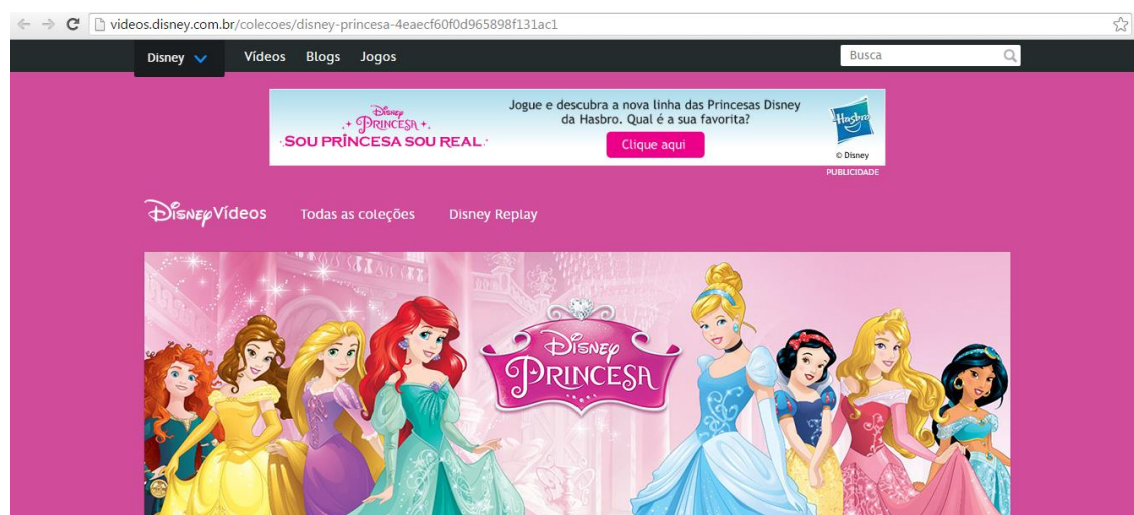 videos.disney.com.br/colecoes/disney-princesa-4eaecf60f0d965898f131ac1
Disney Vídeos Blogs Jogos Busca
Disney
PRINCESA
SOU PRINCESA SOU REAL
Jogue e descubra a nova linha das Princesas Disney
da Hasbro. Qual é a sua favorita?
Clique aqui
Hasbro
© Disney
PUBLICIDADE
Disney Vídeos Todas as coleções Disney Replay
Disney
PRINCESA